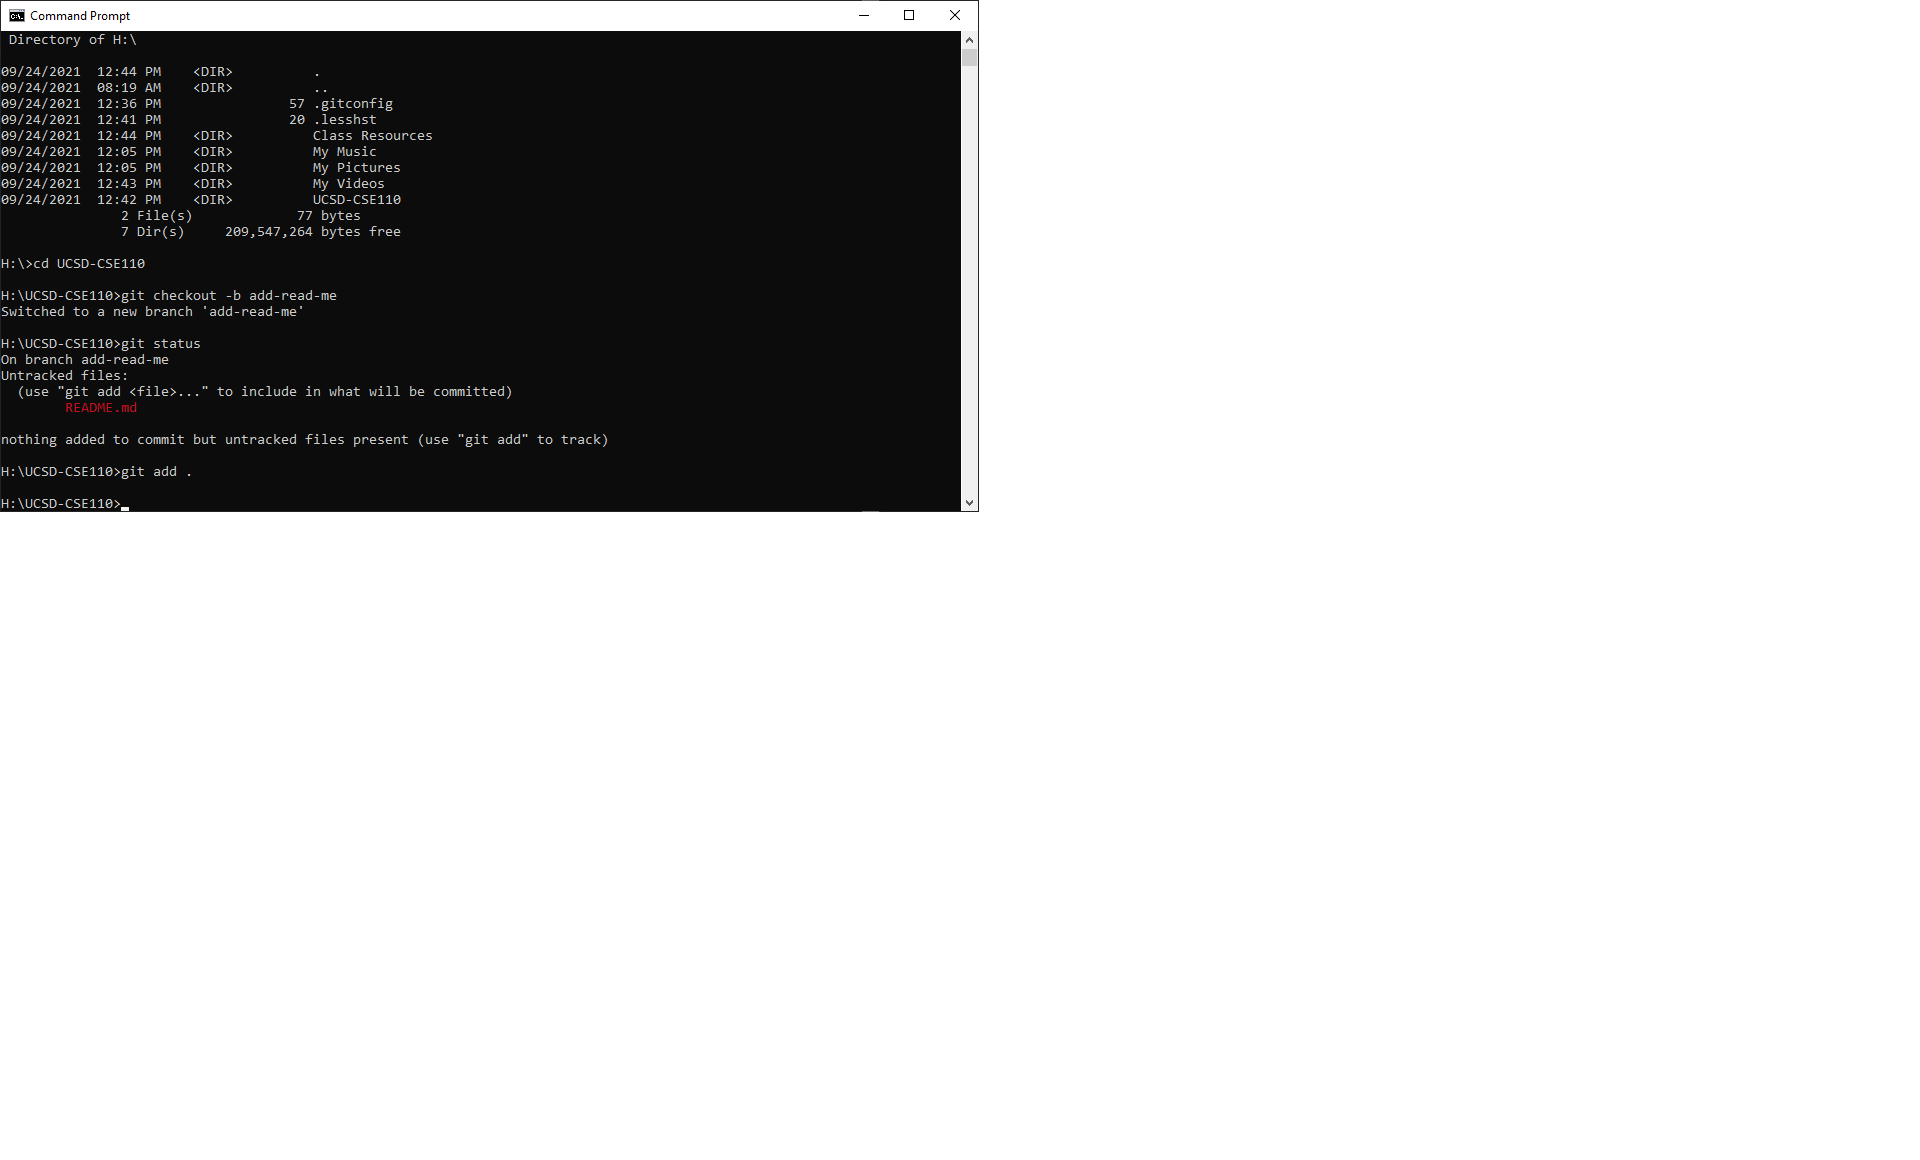 Command Prompt
Directory of H:\
09/24/2021  12:44 PM    <DIR>          .
09/24/2021  08:19 AM    <DIR>          ..
09/24/2021  12:36 PM                57 .gitconfig
09/24/2021  12:41 PM                20 .lesshst
09/24/2021  12:44 PM    <DIR>          Class Resources
09/24/2021  12:05 PM    <DIR>          My Music
09/24/2021  12:05 PM    <DIR>          My Pictures
09/24/2021  12:43 PM    <DIR>          My Videos
09/24/2021  12:42 PM    <DIR>          UCSD-CSE110
               2 File(s)             77 bytes
               7 Dir(s)     209,547,264 bytes free
H:\>cd UCSD-CSE110
H:\UCSD-CSE110>git checkout -b add-read-me
Switched to a new branch 'add-read-me'
H:\UCSD-CSE110>git status
On branch add-read-me
Untracked files:
  (use "git add <file>..." to include in what will be committed)
        README.md
nothing added to commit but untracked files present (use "git add" to track)
H:\UCSD-CSE110>git add .
H:\UCSD-CSE110>